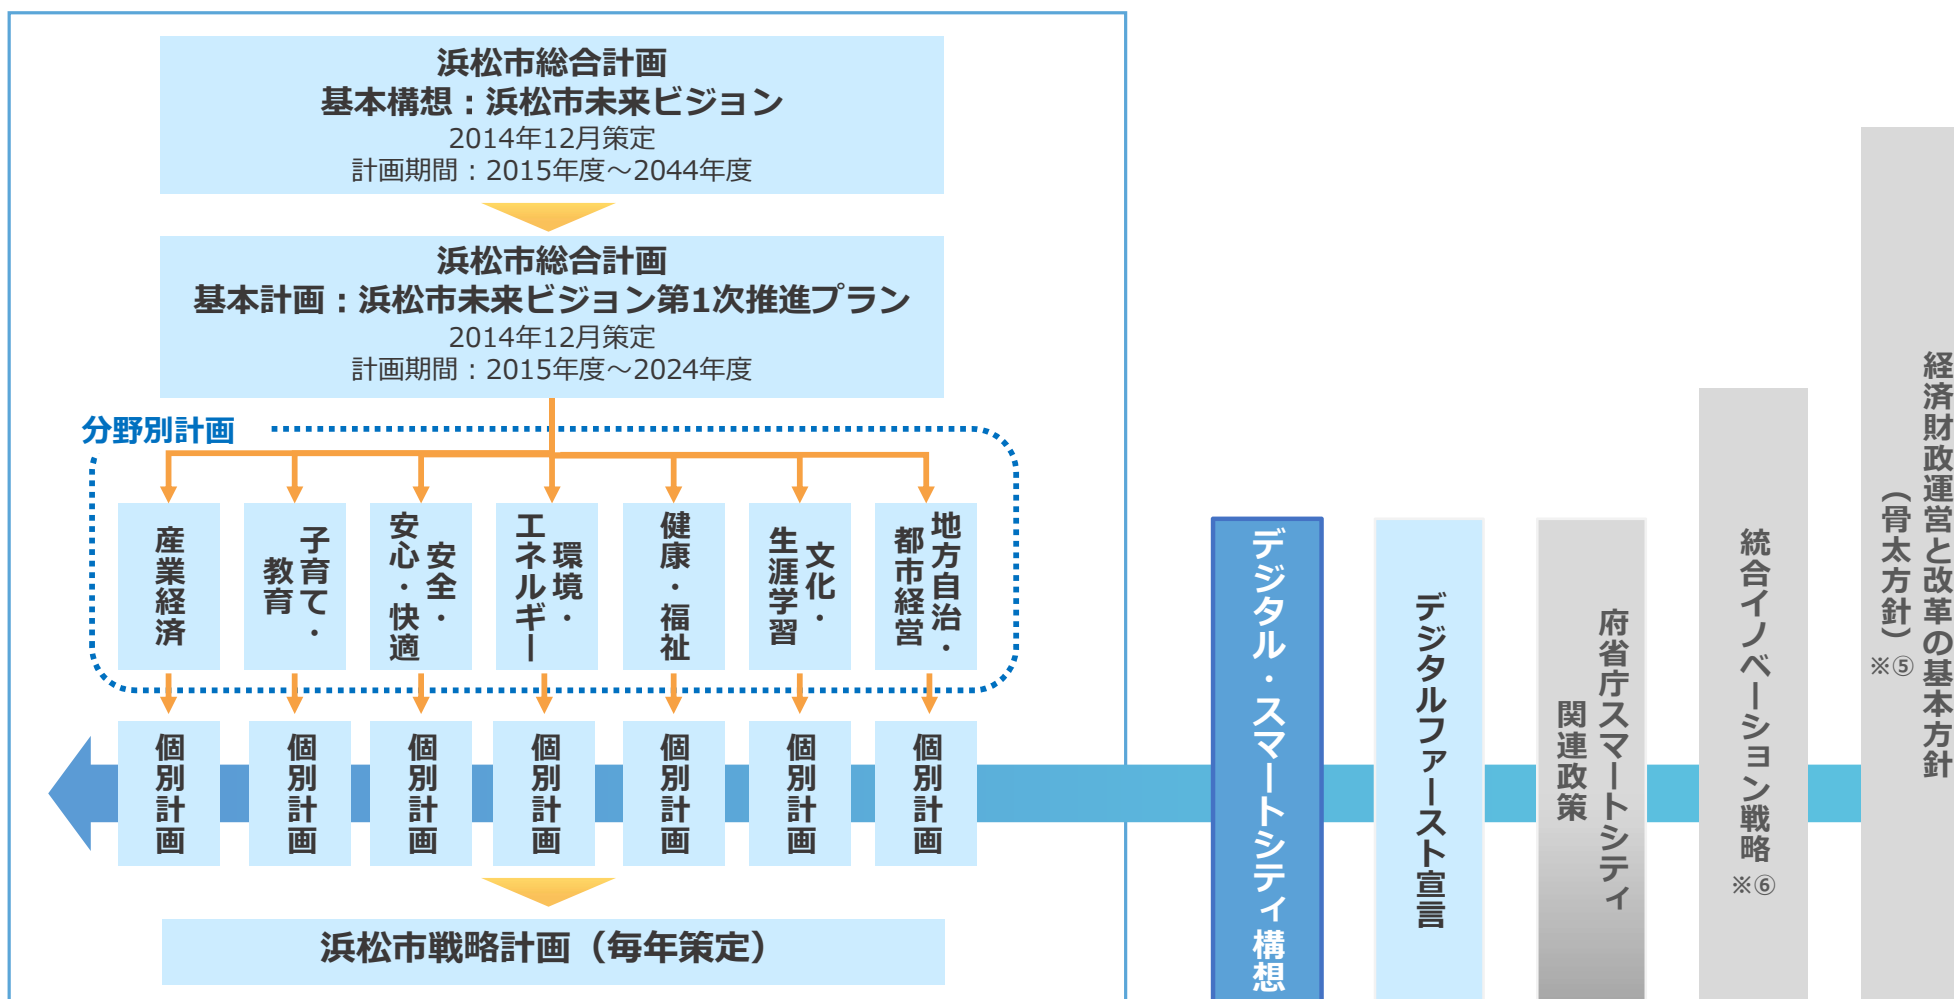 浜松市総合計画
基本構想：浜松市未来ビジョン
2014年12月策定
計画期間：2015年度～2044年度
浜松市総合計画
基本計画：浜松市未来ビジョン第1次推進プラン
2014年12月策定
計画期間：2015年度～2024年度
分野別計画
産業経済
子育て・
教育
安全・
安心・快適
環境・
エネルギー
健康・福祉
文化・
生涯学習
地方自治・
都市経営
個別計画
個別計画
個別計画
個別計画
個別計画
個別計画
個別計画
浜松市戦略計画（毎年策定）
デジタル・スマートシティ構想
デジタルファースト宣言
府省庁スマートシティ
関連政策
統合イノベーション戦略
※⑥
経済財政運営と改革の基本方針
（骨太方針）
※⑤